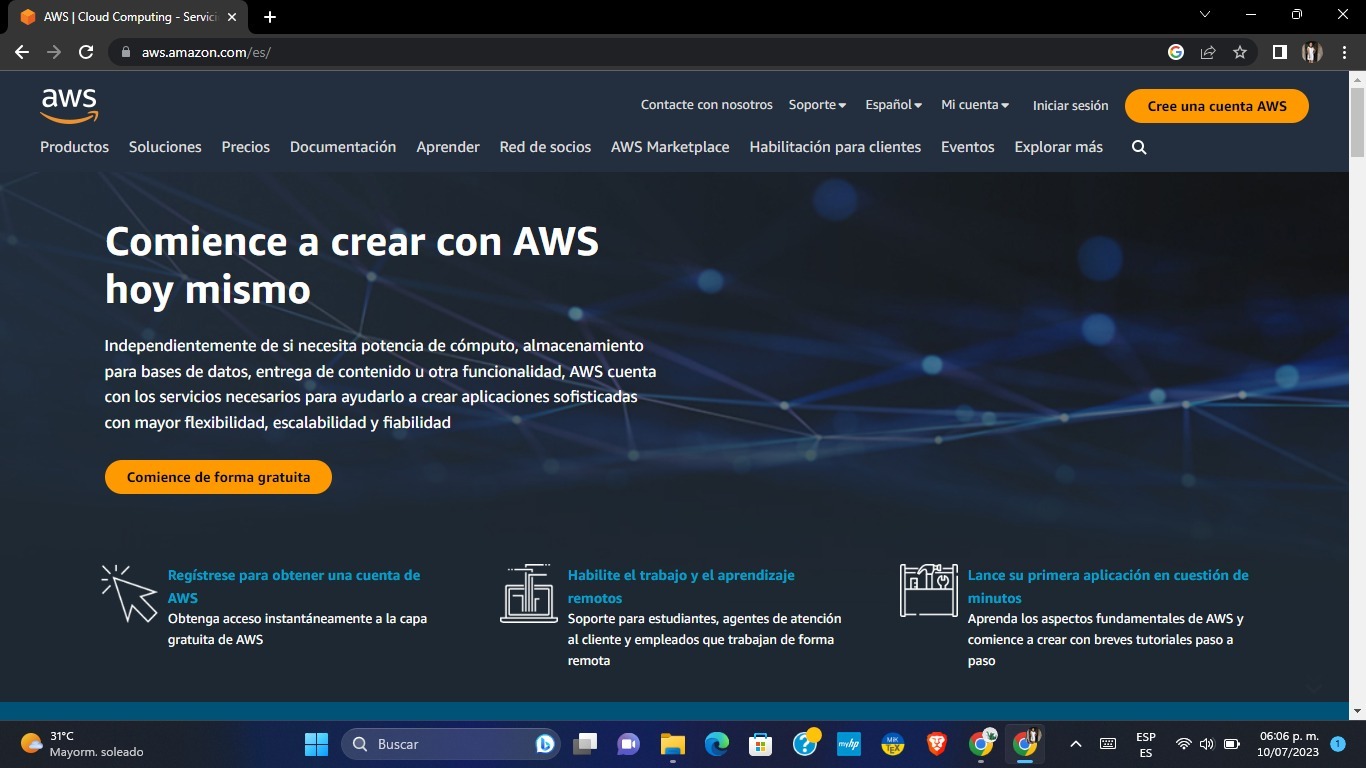 AWS | Cloud Computing - Servici
aws.amazon.com/es/
aws
Contacte con nosotros Soporte Español Mi cuenta Iniciar sesión Cree una cuenta AWS
Productos Soluciones Precios Documentación Aprender Red de socios AWS Marketplace Habilitación para clientes Eventos Explorar más
Comience a crear con AWS
hoy mismo
Independientemente de si necesita potencia de cómputo, almacenamiento
para bases de datos, entrega de contenido u otra funcionalidad, AWS cuenta
con los servicios necesarios para ayudarlo a crear aplicaciones sofisticadas
con mayor flexibilidad, escalabilidad y fiabilidad
Comience de forma gratuita
Regístrese para obtener una cuenta de
AWS
Obtenga acceso instantáneamente a la capa
gratuita de AWS
Habilite el trabajo y el aprendizaje
remotos
Soporte para estudiantes, agentes de atención
al cliente y empleados que trabajan de forma
remota
Lance su primera aplicación en cuestión de
minutos
Aprenda los aspectos fundamentales de AWS y
comience a crear con breves tutoriales paso a
paso
31°C
Mayorm. soleado
Buscar
myhp
MiK
TEX
ESP
ES
06:06 p. m.
10/07/2023
1